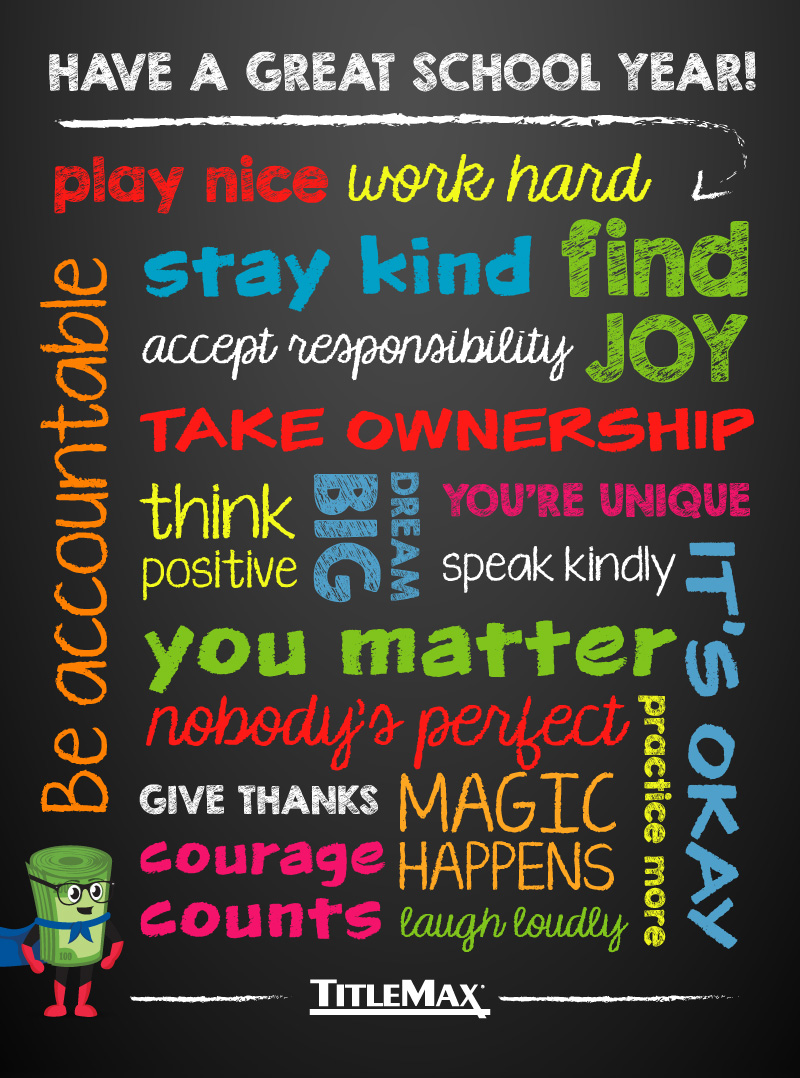 HAVE A GREAT SCHOOL YEAR!
play nice work hard
stay kind find
JOY
accept responsibility
Be accountable
TAKE OWNERSHIP
think
positive
DREAM
BIG
YOU'RE UNIQUE
speak kindly
IT'S OKAY
you matter
nobody's perfect
practice more
GIVE THANKS
MAGIC
HAPPENS
courage
counts
laugh loudly
100
TITLEMAX